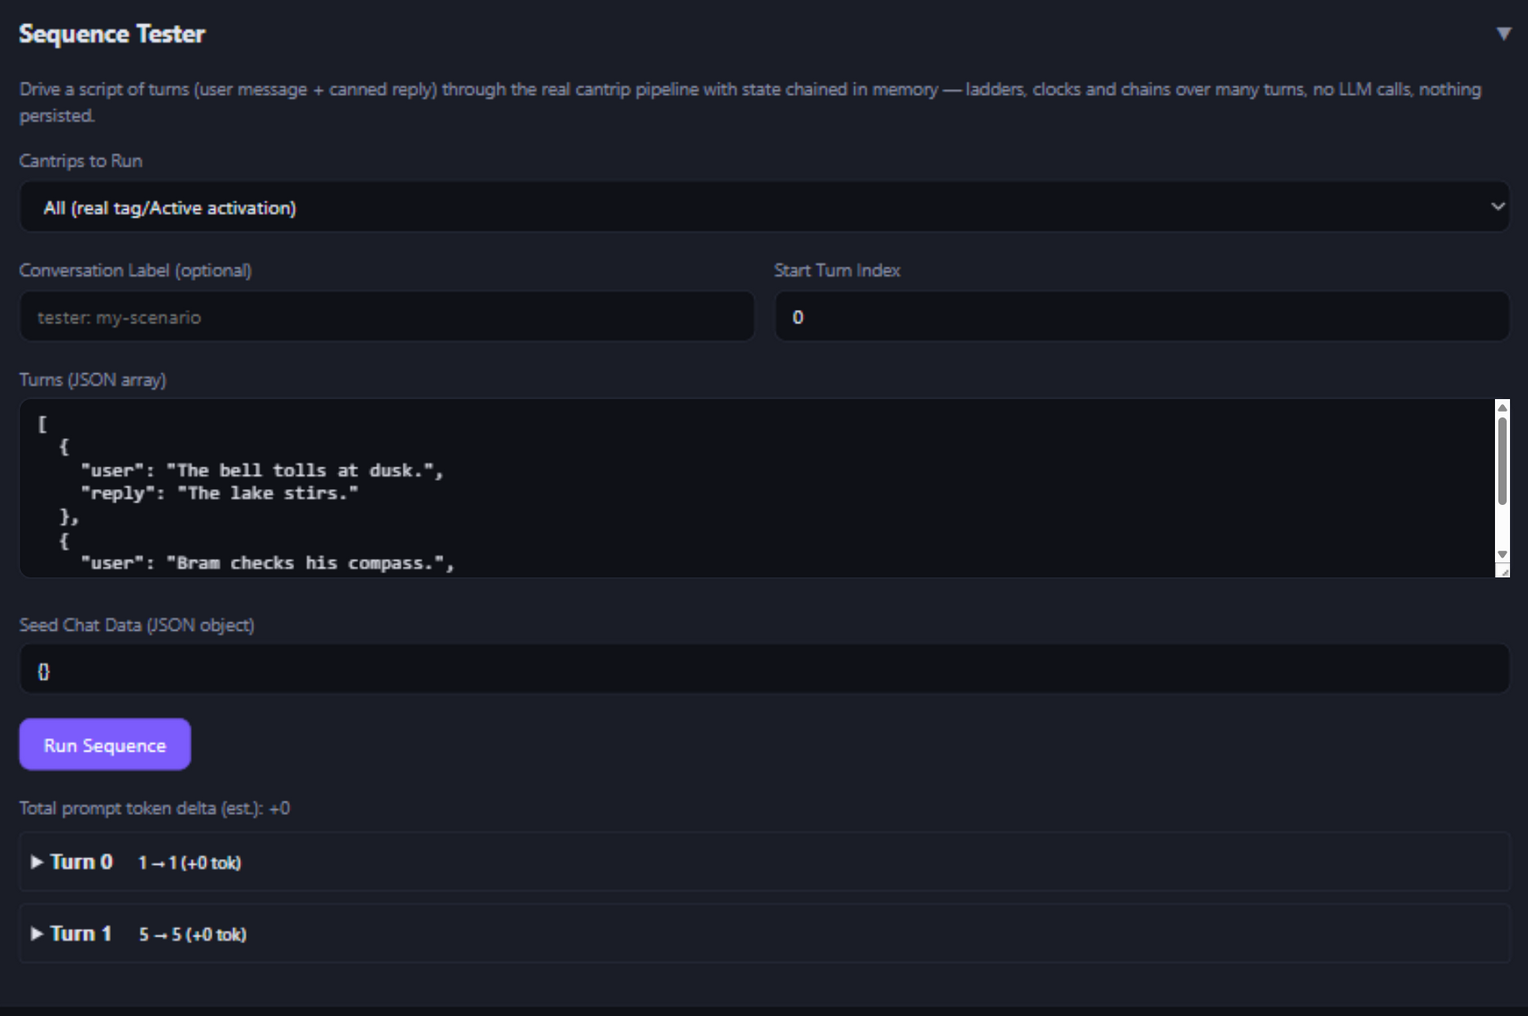 Sequence Tester
▼
Drive a script of turns (user message + canned reply) through the real cantrip pipeline with state chained in memory — ladders, clocks and chains over many turns, no LLM calls, nothing
persisted.
Cantrips to Run
All (real tag/Active activation)
Conversation Label (optional)
Start Turn Index
tester: my-scenario
0
Turns (JSON array)
[
  {
    "user": "The bell tolls at dusk.",
    "reply": "The lake stirs."
  },
  {
    "user": "Bram checks his compass.",
Seed Chat Data (JSON object)
{}
Run Sequence
Total prompt token delta (est.): +0
▶ Turn 0 1 → 1 (+0 tok)
▶ Turn 1 5 → 5 (+0 tok)